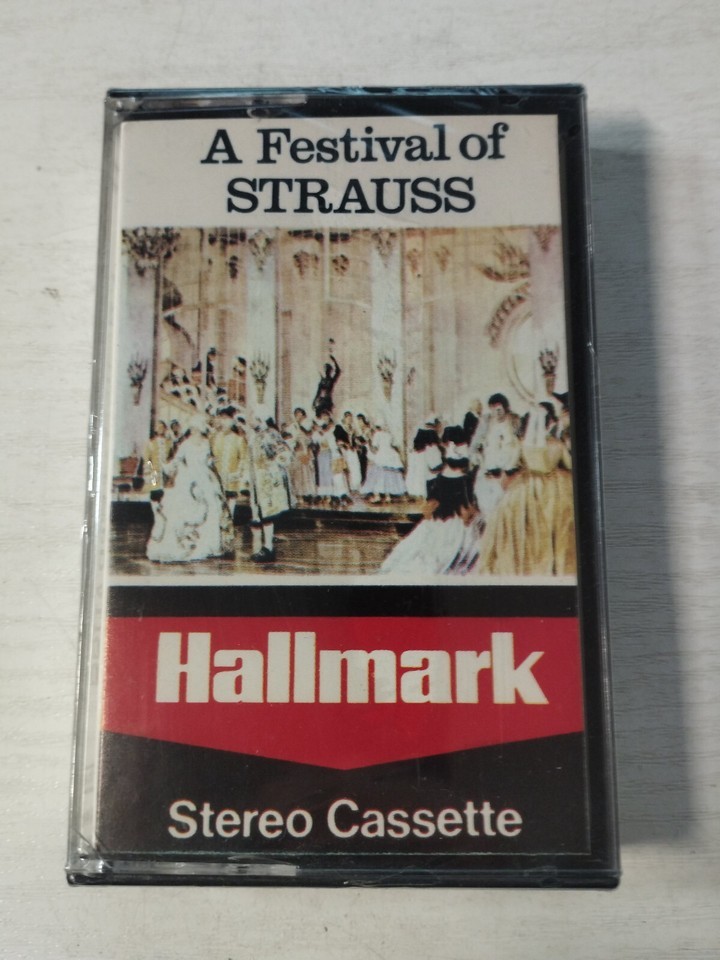 A Festival of
STRAUSS
Hallmark
Stereo Cassette